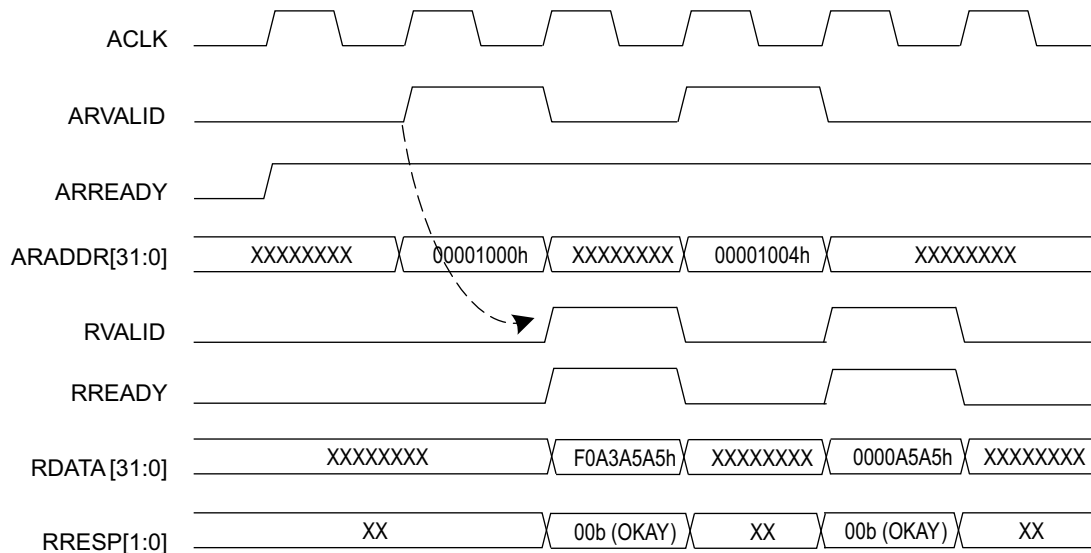 ACLK
ARVALID
ARREADY
ARADDR[31:0] XXXXXXXX 00001000h XXXXXXXX 00001004h XXXXXXXX
RVALID
RREADY
RDATA [31:0] XXXXXXXX F0A3A5A5h XXXXXXXX 0000A5A5h XXXXXXXX
RRESP[1:0] XX 00b (OKAY) XX 00b (OKAY) XX